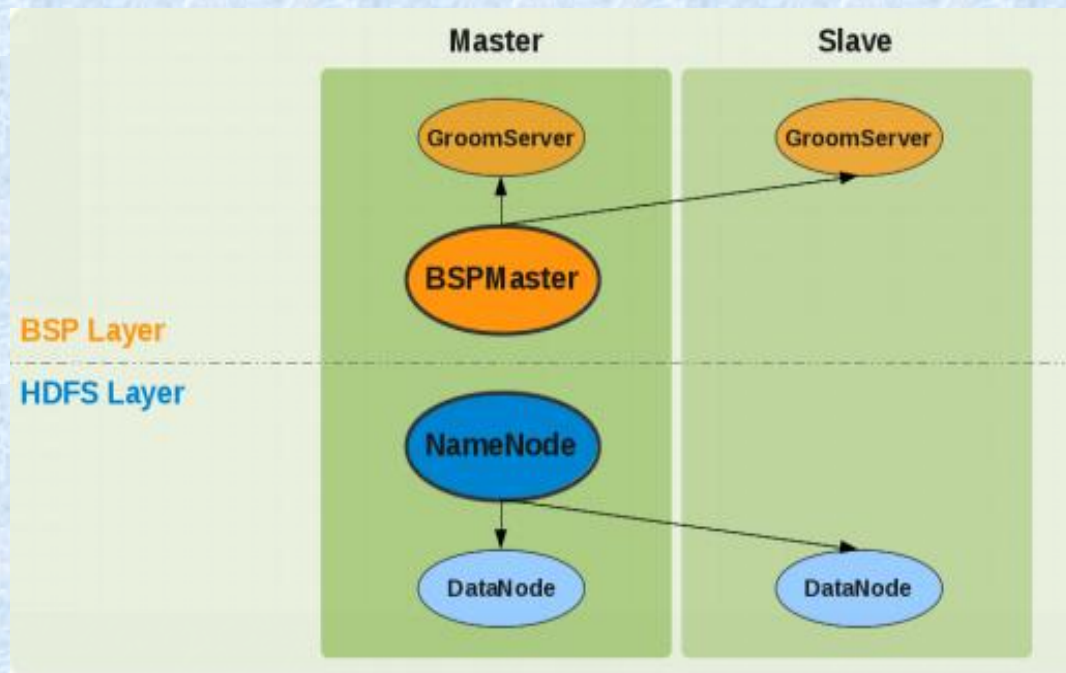 Master
Slave
GroomServer
GroomServer
BSPMaster
BSP Layer
HDFS Layer
NameNode
DataNode
DataNode